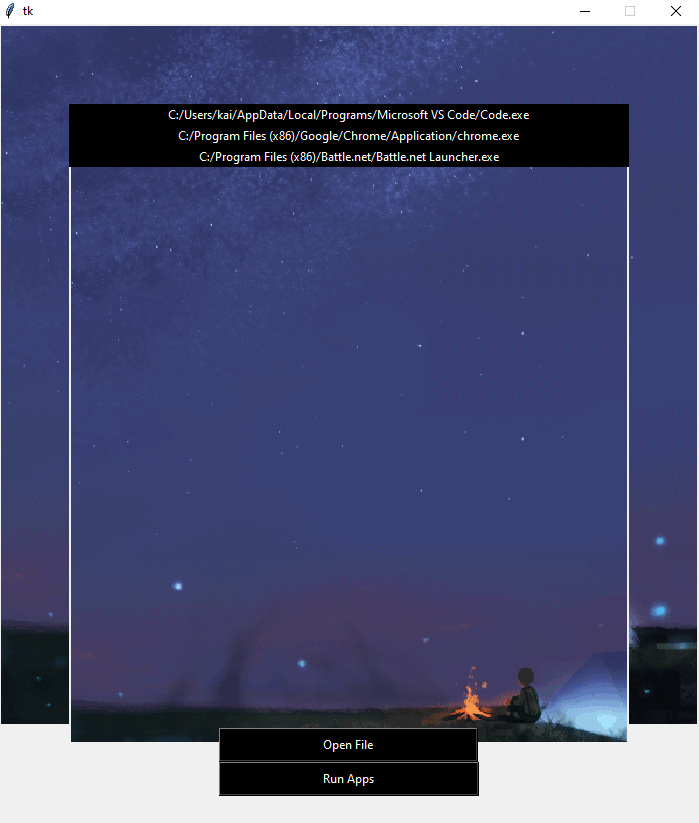 tk
C:/Users/kai/AppData/Local/Programs/Microsoft VS Code/Code.exe
C:/Program Files (x86)/Google/Chrome/Application/chrome.exe
C:/Program Files (x86)/Battle.net/Battle.net Launcher.exe
Open File
Run Apps